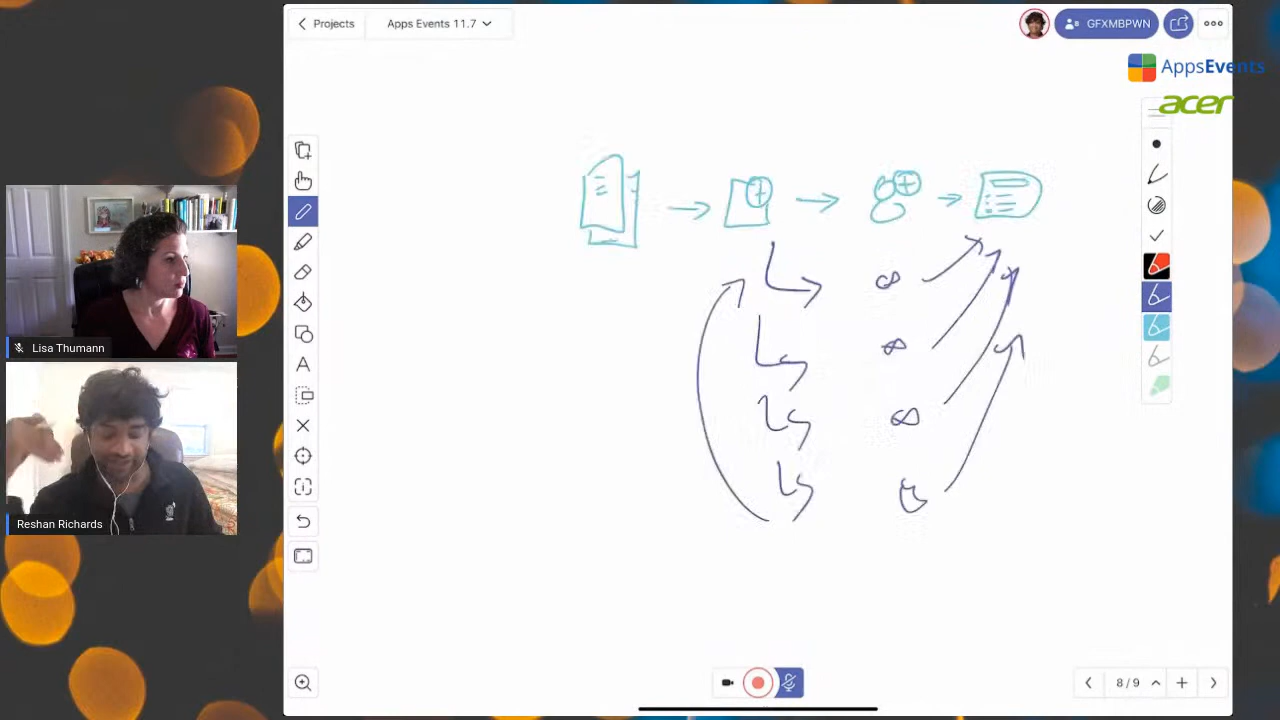 Projects
Apps Events 11.7
GFXMBPWN
AppsEvents
acer
Lisa Thumann
Reshan Richards
A
8 / 9